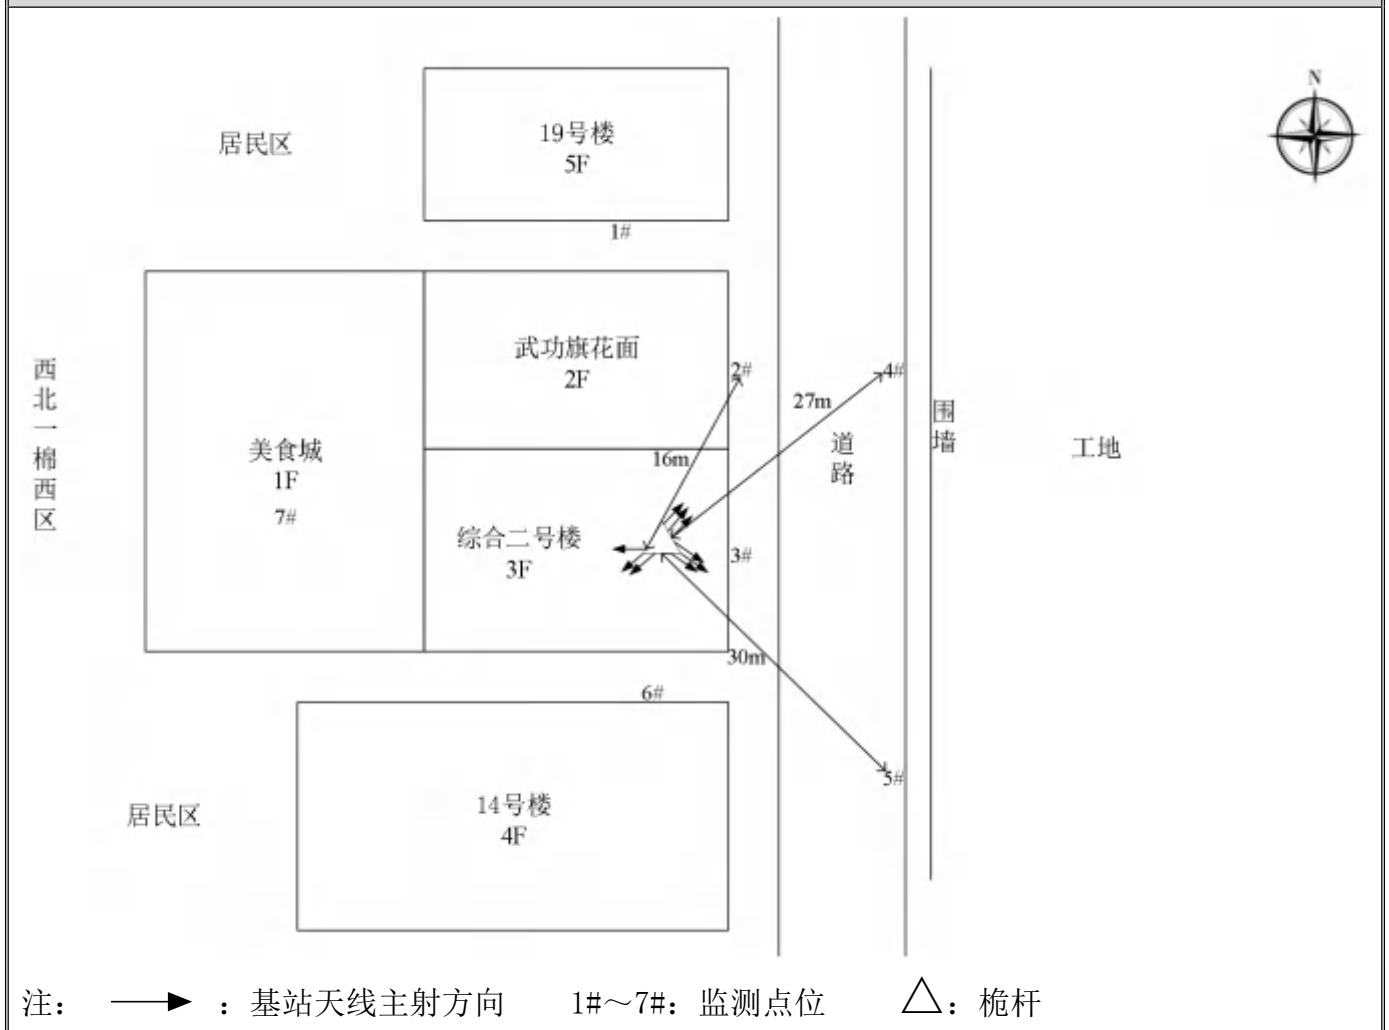 N
居民区
19号楼
5F
1#
西北一棉西区
武功旗花面
2F
2#
4#
27m
围墙
道路
工地
美食城
1F
7#
16m
综合二号楼
3F
3#
30m
6#
5#
居民区
14号楼
4F
注： ：基站天线主射方向 1#～7#：监测点位 △：桅杆